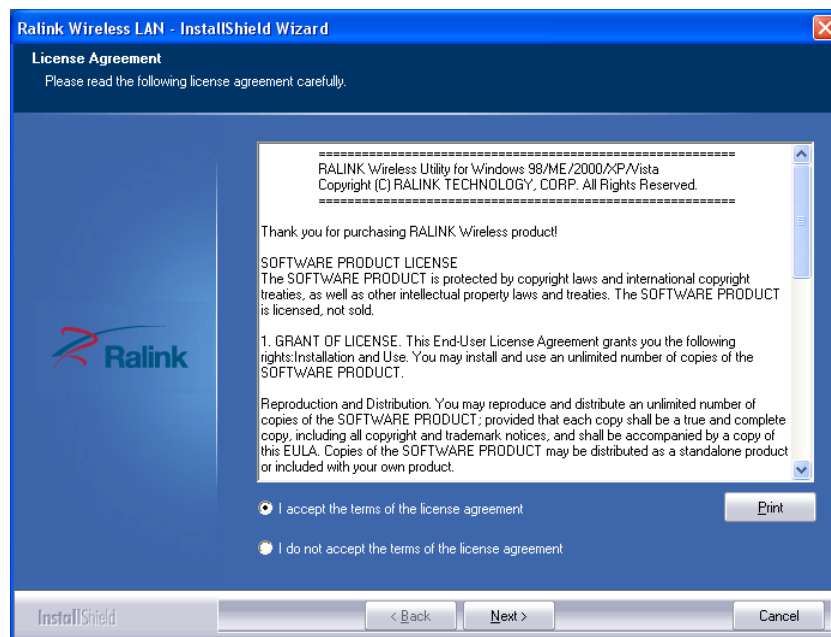 Ralink Wireless LAN - InstallShield Wizard
License Agreement
Please read the following license agreement carefully.
============================================================
RALINK Wireless Utility for Windows 98/ME/2000/XP/Vista
Copyright (C) RALINK TECHNOLOGY, CORP. All Rights Reserved.
============================================================
Thank you for purchasing RALINK Wireless product!
SOFTWARE PRODUCT LICENSE
The SOFTWARE PRODUCT is protected by copyright laws and international copyright
treaties, as well as other intellectual property laws and treaties. The SOFTWARE PRODUCT
is licensed, not sold.
1. GRANT OF LICENSE. This End-User License Agreement grants you the following
rights:Installation and Use. You may install and use an unlimited number of copies of the
SOFTWARE PRODUCT.
Reproduction and Distribution. You may reproduce and distribute an unlimited number of
copies of the SOFTWARE PRODUCT; provided that each copy shall be a true and complete
copy, including all copyright and trademark notices, and shall be accompanied by a copy of
this EULA. Copies of the SOFTWARE PRODUCT may be distributed as a standalone product
or included with your own product.
Ralink
I accept the terms of the license agreement
Print
I do not accept the terms of the license agreement
InstallShield
< Back
Next >
Cancel